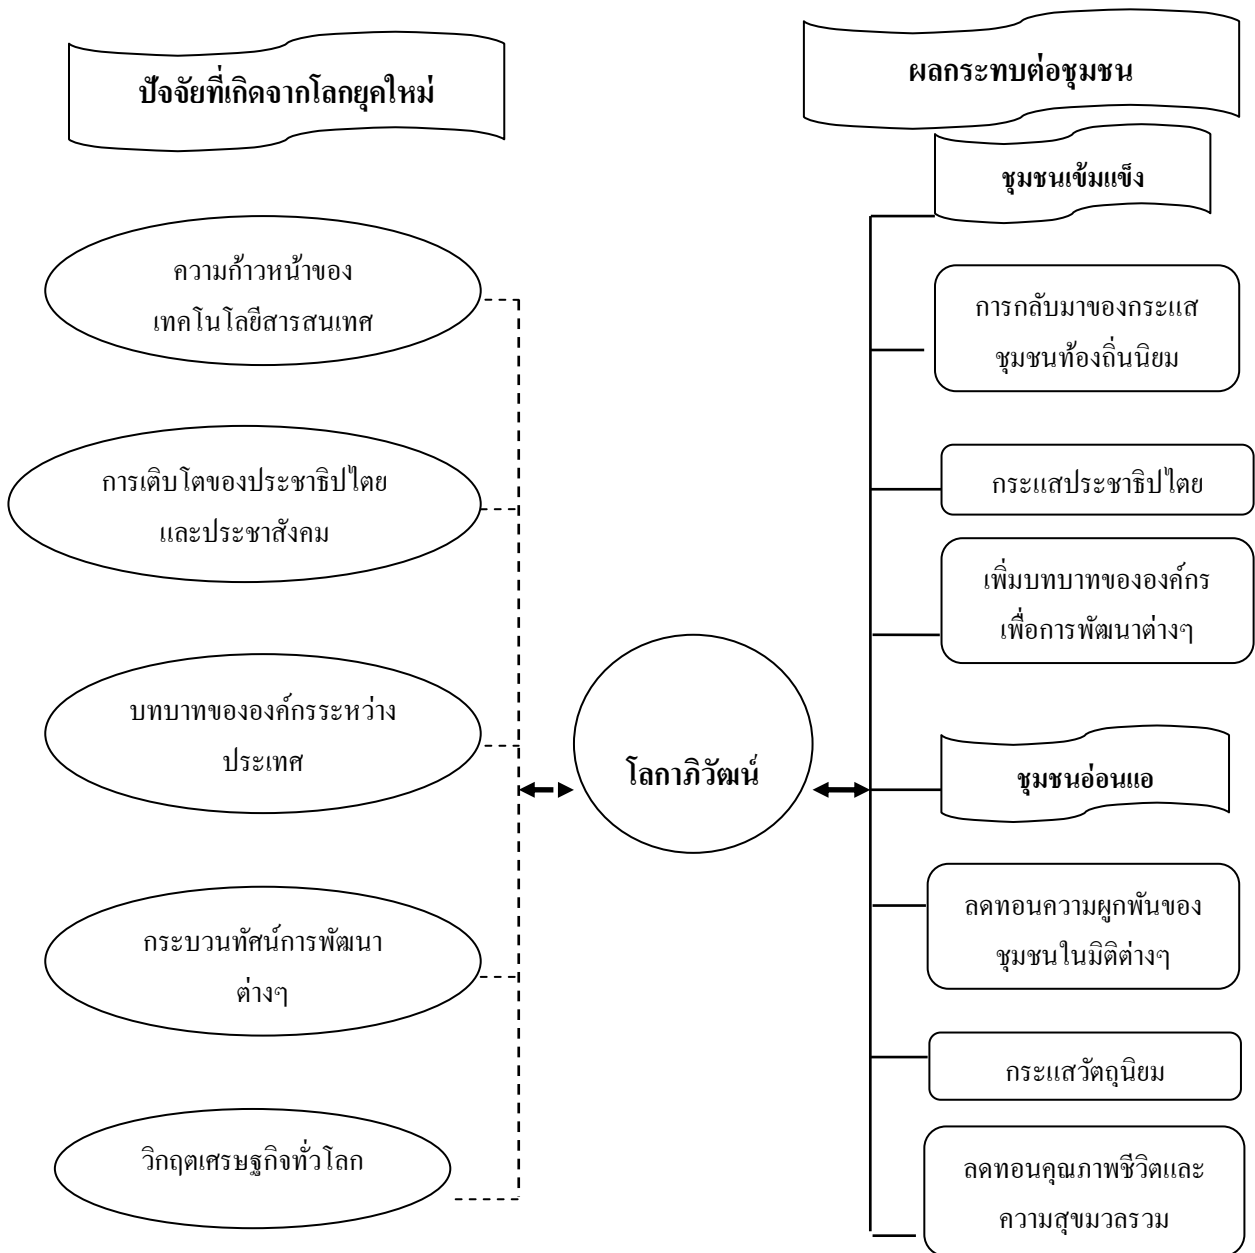 ปัจจัยที่เกิดจากโลกยุคใหม่
ความก้าวหน้าของ
เทคโนโลยีสารสนเทศ
การเติบโตของประชาธิปไตย
และประชาสังคม
บทบาทขององค์กรระหว่าง
ประเทศ
กระบวนทัศน์การพัฒนา
ต่างๆ
วิกฤตเศรษฐกิจทั่วโลก
โลกาภิวัฒน์
ผลกระทบต่อชุมชน
ชุมชนเข้มแข็ง
การกลับมาของกระแส
ชุมชนท้องถิ่นนิยม
กระแสประชาธิปไตย
เพิ่มบทบาทขององค์กร
เพื่อการพัฒนาต่างๆ
ชุมชนอ่อนแอ
ลดทอนความผูกพันของ
ชุมชนในมิติต่างๆ
กระแสวัตถุนิยม
ลดทอนคุณภาพชีวิตและ
ความสุขมวลรวม